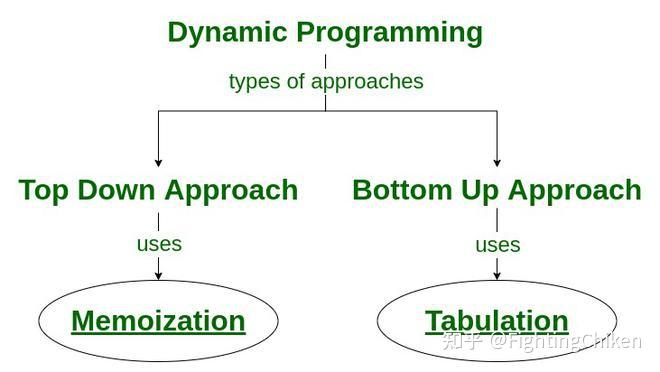 Dynamic Programming
types of approaches
Top Down Approach
Bottom Up Approach
uses
uses
Memoization
Tabulation
知乎 @FightingChiken